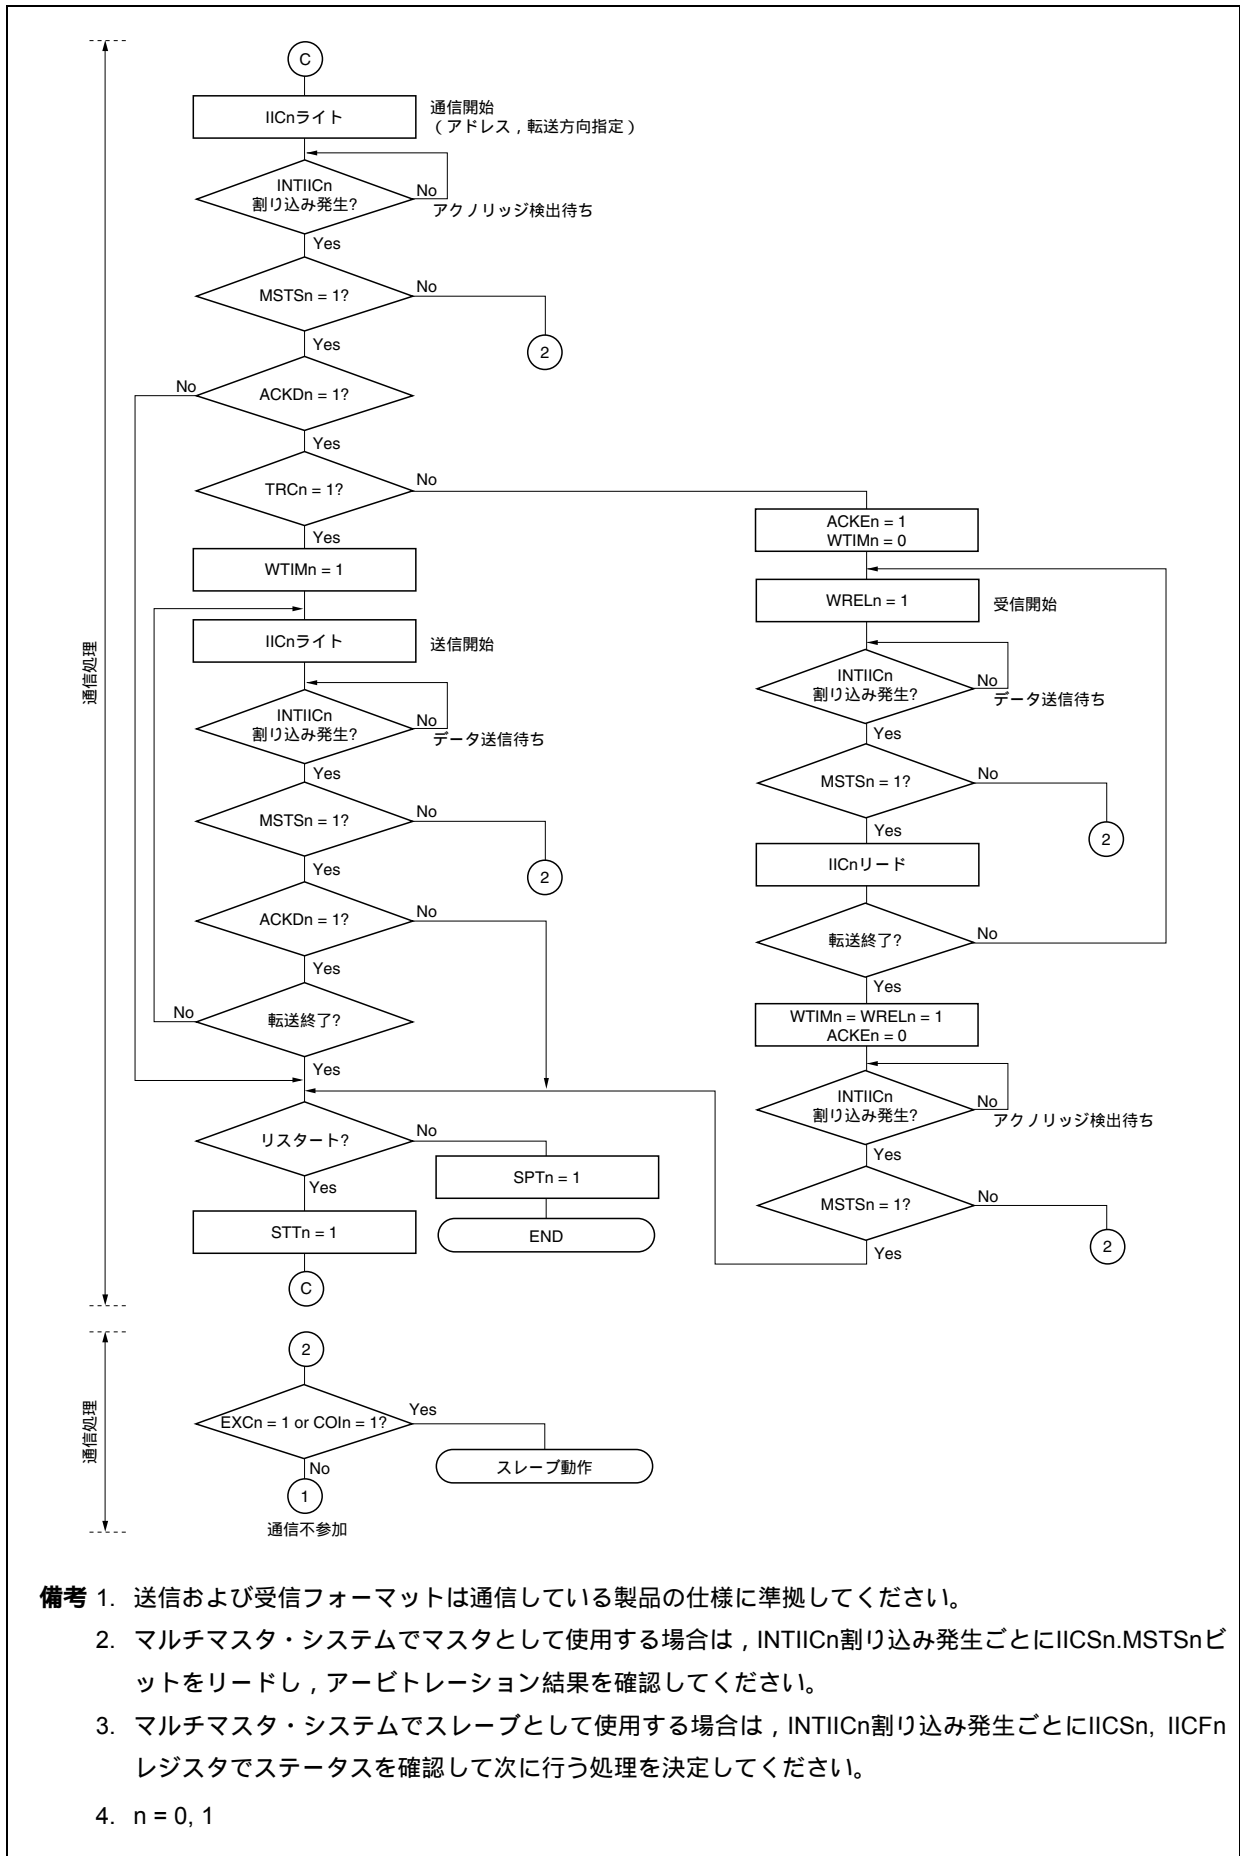 C
IICnライト
通信開始
（アドレス，転送方向指定）
INTIICn
割り込み発生?
No
アクノリッジ検出待ち
Yes
MSTSn = 1?
No
2
Yes
No
ACKDn = 1?
Yes
TRCn = 1?
No
Yes
WTIMn = 1
IICnライト
送信開始
INTIICn
割り込み発生?
No
データ送信待ち
Yes
MSTSn = 1?
No
2
Yes
ACKDn = 1?
No
Yes
No
転送終了?
Yes
リスタート?
No
SPTn = 1
END
Yes
STTn = 1
C
ACKEn = 1
WTIMn = 0
WRELn = 1
受信開始
INTIICn
割り込み発生?
No
データ送信待ち
Yes
MSTSn = 1?
No
2
Yes
IICnリード
転送終了?
No
Yes
WTIMn = WRELn = 1
ACKEn = 0
INTIICn
割り込み発生?
No
アクノリッジ検出待ち
Yes
MSTSn = 1?
No
2
Yes
通信処理
2
EXCn = 1 or COIn = 1?
Yes
スレーブ動作
No
1
通信不参加
通信処理
備考 1. 送信および受信フォーマットは通信している製品の仕様に準拠してください。
2. マルチマスタ・システムでマスタとして使用する場合は，INTIICn割り込み発生ごとにIICSn.MSTSnビ
ットをリードし，アービトレーション結果を確認してください。
3. マルチマスタ・システムでスレーブとして使用する場合は，INTIICn割り込み発生ごとにIICSn, IICFn
レジスタでステータスを確認して次に行う処理を決定してください。
4. n = 0, 1